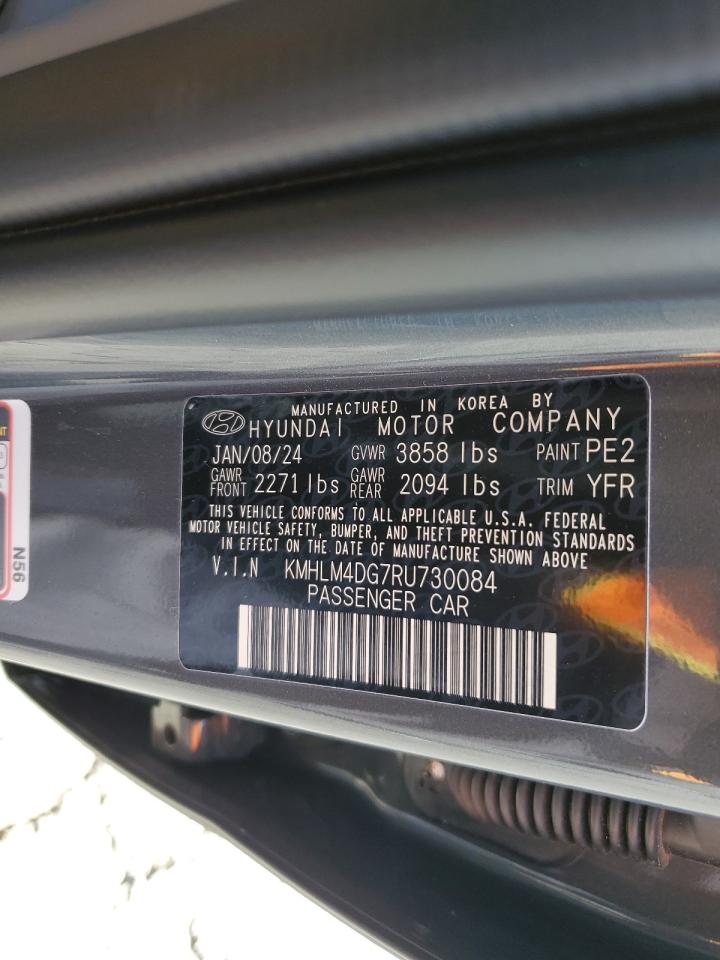 MANUFACTURED IN KOREA BY
HYUNDAI MOTOR COMPANY
JAN/08/24 GVWR 3858 lbs PAINT PE2
GAWR FRONT 2271 lbs GAWR REAR 2094 lbs TRIM YFR
THIS VEHICLE CONFORMS TO ALL APPLICABLE U.S.A. FEDERAL
MOTOR VEHICLE SAFETY, BUMPER, AND THEFT PREVENTION STANDARDS
IN EFFECT ON THE DATE OF MANUFACTURE SHOWN ABOVE
V.I.N KMHLM4DG7RU730084
PASSENGER CAR
N56